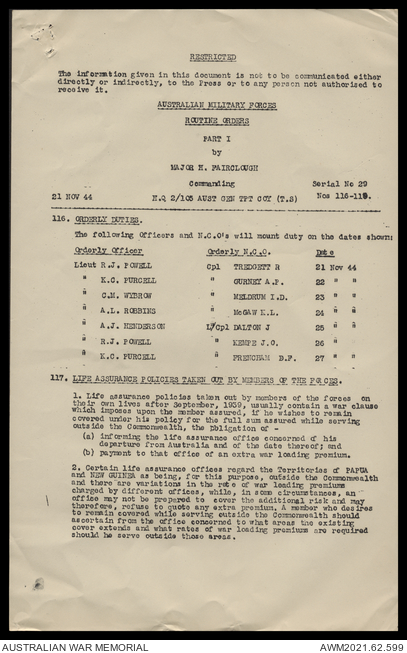 RESTRICTED
The information given in this document is not to be communicated either
directly or indirectly, to the Press or to any person not authorised to
receive it.
AUSTRALIAN MILITARY FORCES
ROUTINE ORDERS
PART I
by
MAJOR H. FAIRCLOUGH
Commanding Serial No 29
21 NOV 44 H.Q 2/105 AUST GEN TPT COY (T.S) Nos 116-119.
116. ORDERLY DUTIES.
The following Officers and N.C.O's will mount duty on the dates shown:
Orderly Officer Orderly N.C.O. Date
Lieut R.J. POWELL Cpl TREDGETT R 21 Nov 44
" K.C. PURCELL " GURNEY A.P. 22 " "
" C.M. WYBROW " MELDRUM I.D. 23 " "
" A.L. ROBBINS " McGAW K.L. 24 " "
" A.J. HENDERSON L/Cpl DALTON J 25 " "
" R.J. POWELL " KEMPE J.O. 26 " "
" K.C. PURCELL " FRENCHAM D.F. 27 " "
117. LIFE ASSURANCE POLICIES TAKEN OUT BY MEMBERS OF THE FORCES.
1. Life assurance policies taken out by members of the forces on
their own lives after September, 1939, usually contain a war clause
which imposes upon the member assured, if he wishes to remain
covered under his policy for the full sum assured while serving
outside the Commonwealth, the obligation of -
(a) informing the life assurance office concerned of his
departure from Australia and of the date thereof; and
(b) payment to that office of an extra war loading premium.
2. Certain life assurance offices regard the Territories of PAPUA
and NEW GUINEA as being, for this purpose, outside the Commonwealth
and there are variations in the rate of war loading premiums
charged by different offices, while, in some circumstances, an
office may not be prepared to cover the additional risk and may
therefore, refuse to quote any extra premium. A member who desires
to remain covered while serving outside the Commonwealth should
ascertain from the office concerned to what areas the existing
cover extends and what rates of war loading premiums are required
should he serve outside those areas.
AUSTRALIAN WAR MEMORIAL AWM2021.62.599